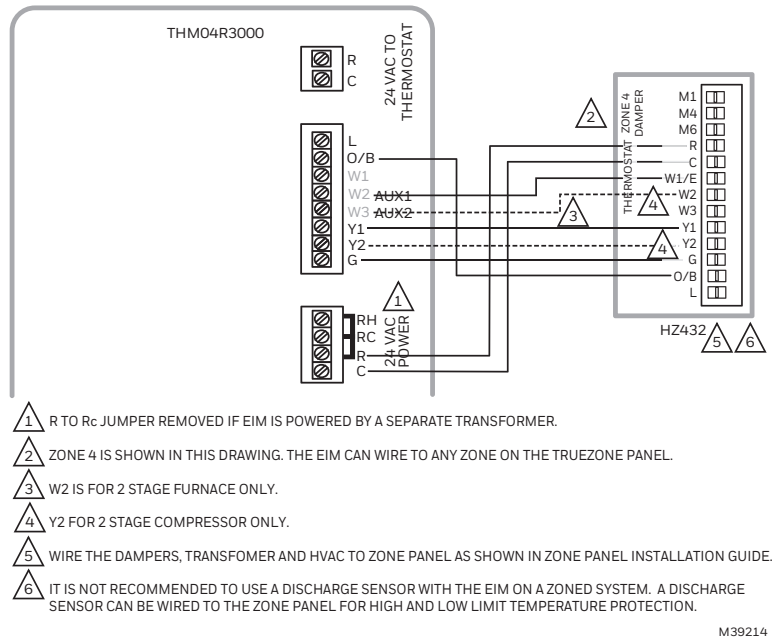 THM04R3000
24 VAC TO
THERMOSTAT
R
C
L
O/B
W1
W2 AUX1
W3 AUX2
Y1
Y2
G
1
RH
RC
R
C
24 VAC
POWER
2
3
4
4
THERMOSTAT ZONE 4
DAMPER
M1
M4
M6
R
C
W1/E
W2
W3
Y1
Y2
G
O/B
L
HZ432
5
6
1 R TO Rc JUMPER REMOVED IF EIM IS POWERED BY A SEPARATE TRANSFORMER.
2 ZONE 4 IS SHOWN IN THIS DRAWING. THE EIM CAN WIRE TO ANY ZONE ON THE TRUEZONE PANEL.
3 W2 IS FOR 2 STAGE FURNACE ONLY.
4 Y2 FOR 2 STAGE COMPRESSOR ONLY.
5 WIRE THE DAMPERS, TRANSFOMER AND HVAC TO ZONE PANEL AS SHOWN IN ZONE PANEL INSTALLATION GUIDE.
6 IT IS NOT RECOMMENDED TO USE A DISCHARGE SENSOR WITH THE EIM ON A ZONED SYSTEM. A DISCHARGE
SENSOR CAN BE WIRED TO THE ZONE PANEL FOR HIGH AND LOW LIMIT TEMPERATURE PROTECTION.
M39214